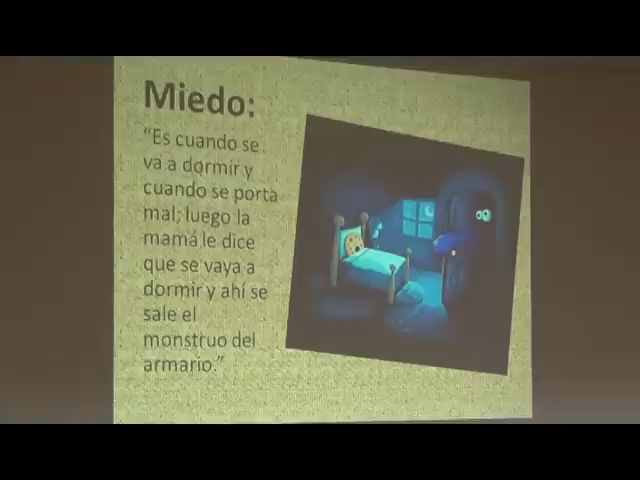 Miedo:
"Es cuando se
va a dormir y
cuando se porta
mal; luego la
mamá le dice
que se vaya a
dormir y ahí se
sale el
monstruo del
armario."